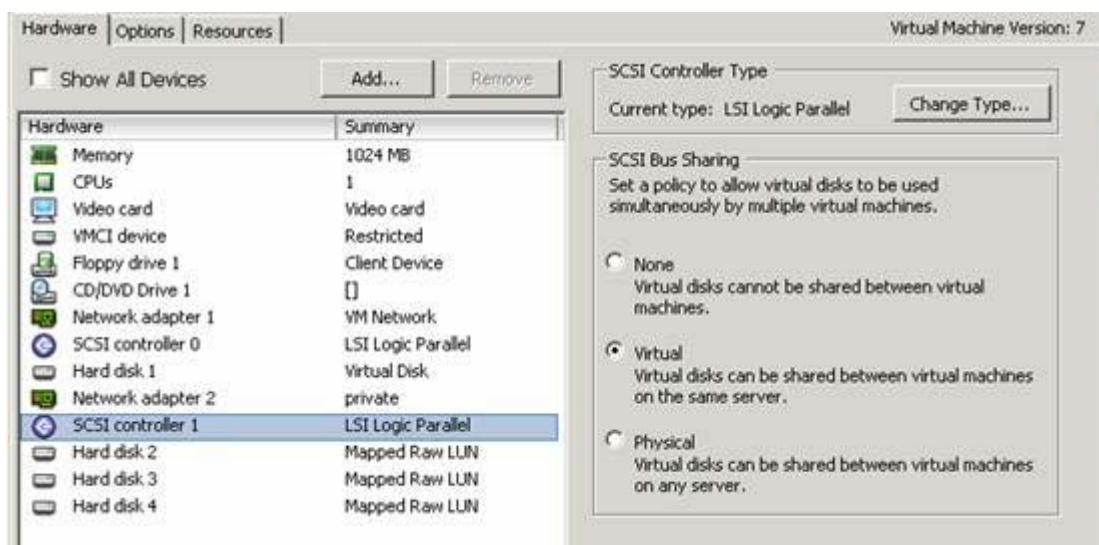 Hardware Options Resources Virtual Machine Version: 7
Show All Devices Add... Remove
Hardware Summary
Memory 1024 MB
CPUs 1
Video card Video card
VMCI device Restricted
Floppy drive 1 Client Device
CD/DVD Drive 1 []
Network adapter 1 VM Network
SCSI controller 0 LSI Logic Parallel
Hard disk 1 Virtual Disk
Network adapter 2 private
SCSI controller 1 LSI Logic Parallel
Hard disk 2 Mapped Raw LUN
Hard disk 3 Mapped Raw LUN
Hard disk 4 Mapped Raw LUN
SCSI Controller Type
Current type: LSI Logic Parallel Change Type...
SCSI Bus Sharing
Set a policy to allow virtual disks to be used
simultaneously by multiple virtual machines.
None
Virtual disks cannot be shared between virtual
machines.
Virtual
Virtual disks can be shared between virtual machines
on the same server.
Physical
Virtual disks can be shared between virtual machines
on any server.